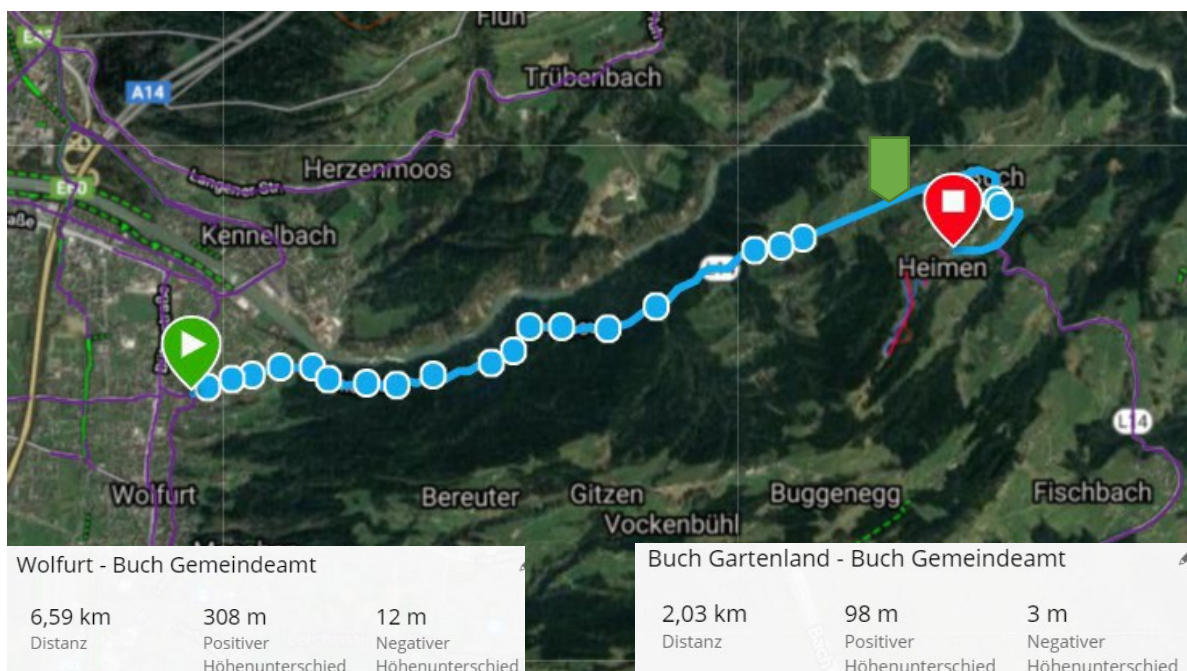 Fluh
Trübenbach
A14
Herzenmoos
Langener Str.
Kennelbach
Buch
Heimen
L14
Wolfurt
Bereuter
Gitzen
Buggenegg
Fischbach
Vockenbühl
Wolfurt - Buch Gemeindeamt
6,59 km
308 m
12 m
Distanz
Positiver
Negativer
Höhenunterschied
Höhenunterschied
Buch Gartenland - Buch Gemeindeamt
2,03 km
98 m
3 m
Distanz
Positiver
Negativer
Höhenunterschied
Höhenunterschied